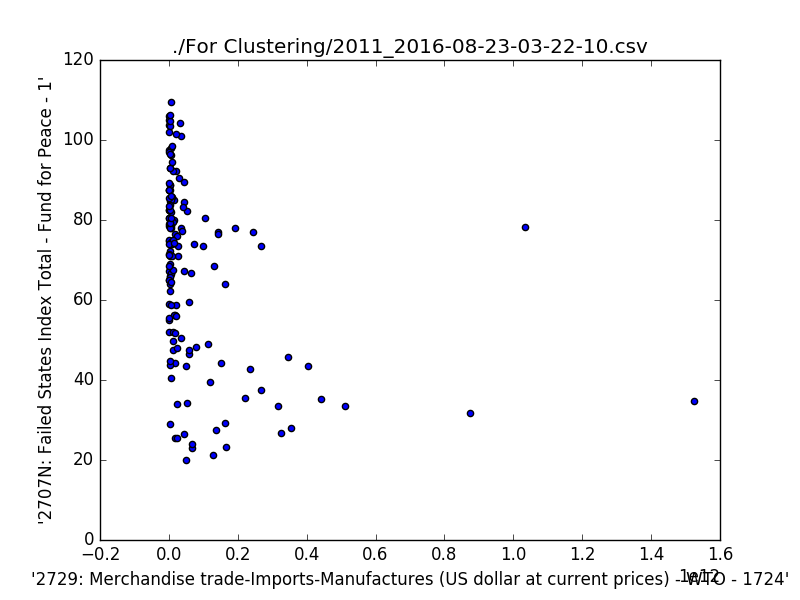 ./For Clustering/2011_2016-08-23-03-22-10.csv
120
100
80
60
40
20
0
'2707N: Failed States Index Total - Fund for Peace - 1'
−0.2 0.0 0.2 0.4 0.6 0.8 1.0 1.2 1.4 1.6
1e12
'2729: Merchandise trade-Imports-Manufactures (US dollar at current prices) - WTO - 1724'